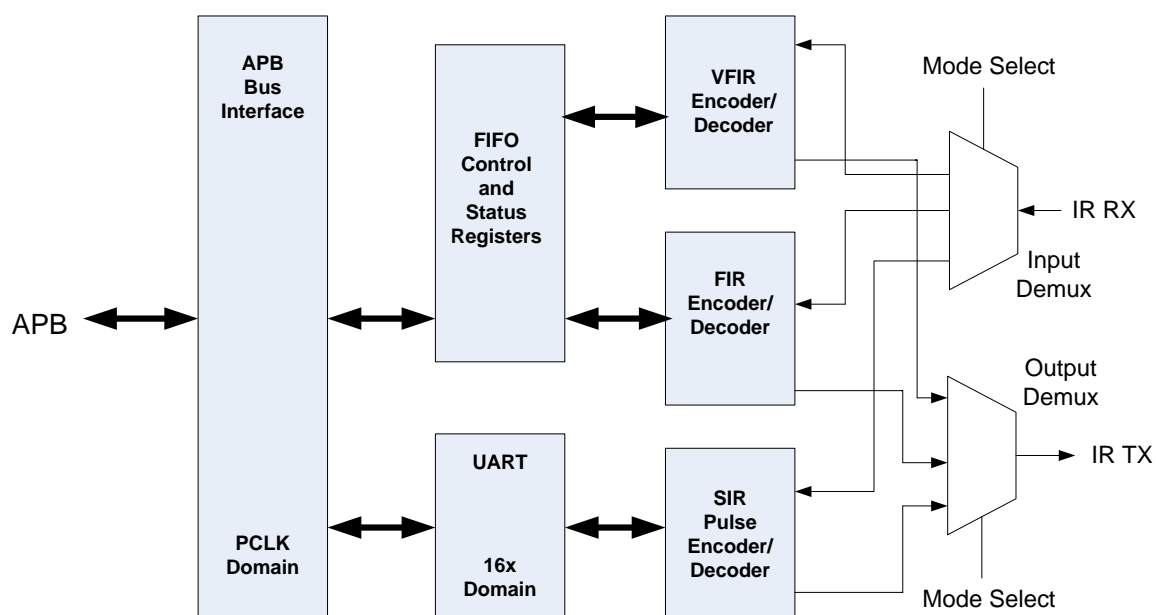 APB
APB
Bus
Interface
PCLK
Domain
FIFO
Control
and
Status
Registers
UART
16x
Domain
VFIR
Encoder/
Decoder
FIR
Encoder/
Decoder
SIR
Pulse
Encoder/
Decoder
Mode Select
IR RX
Input
Demux
Output
Demux
IR TX
Mode Select